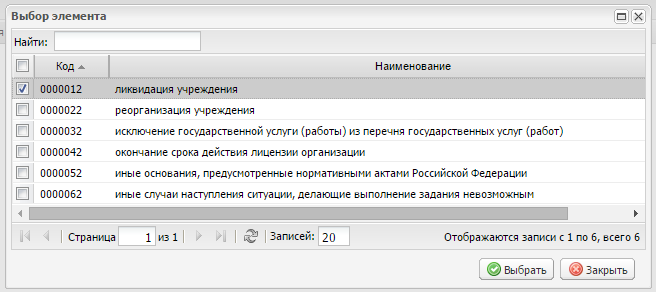 Выбор элемента
Найти:
Код Наименование
0000012 ликвидация учреждения
0000022 реорганизация учреждения
0000032 исключение государственной услуги (работы) из перечня государственных услуг (работ)
0000042 окончание срока действия лицензии организации
0000052 иные основания, предусмотренные нормативными актами Российской Федерации
0000062 иные случаи наступления ситуации, делающие выполнение задания невозможным
Страница 1 из 1 Записей: 20 Отображаются записи с 1 по 6, всего 6
Выбрать Закрыть